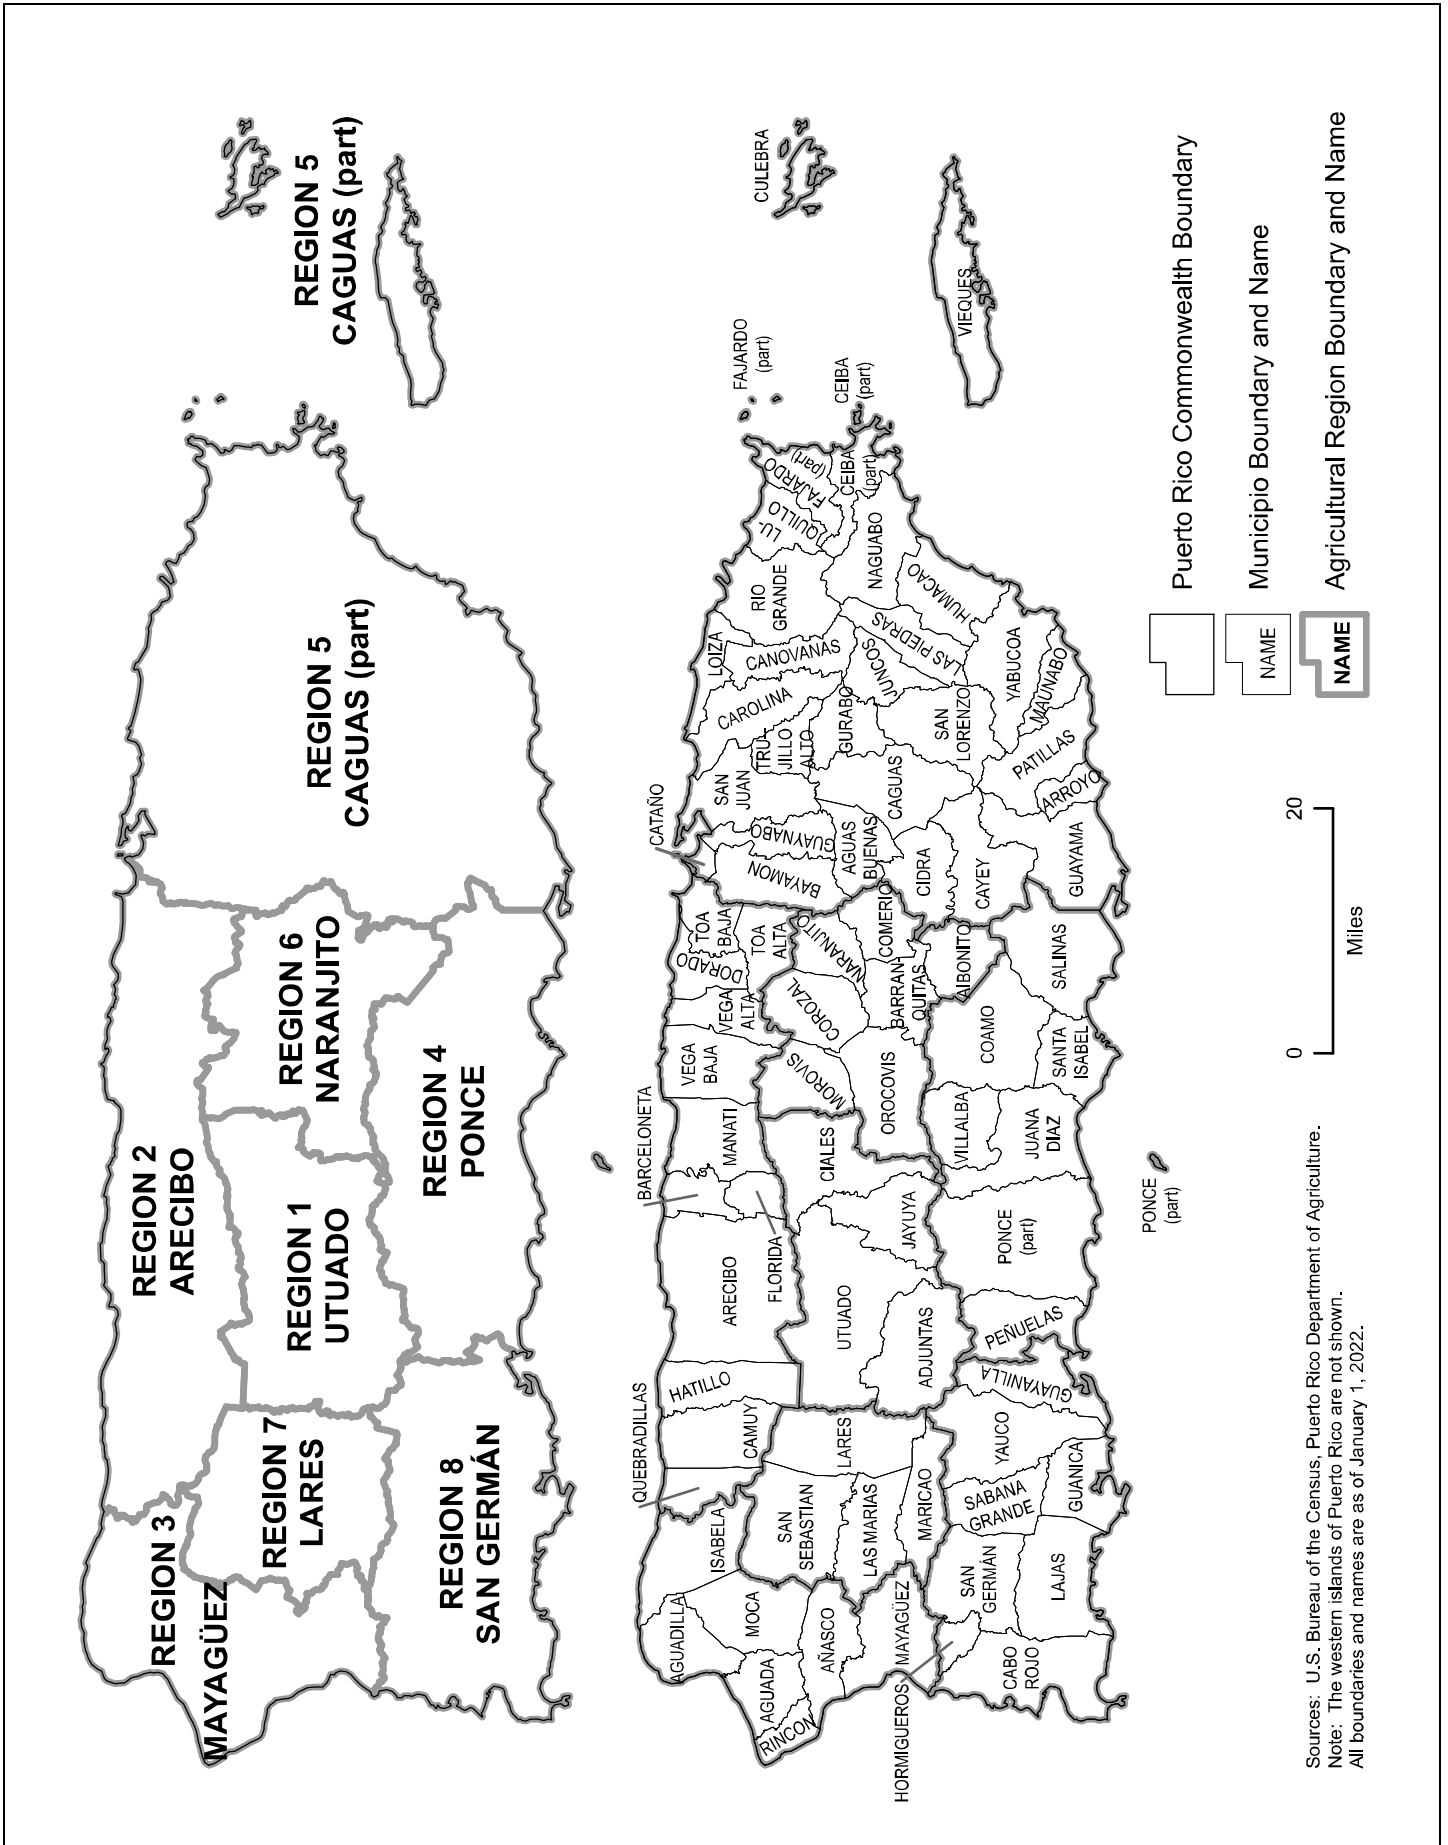 REGION 3
MAYAGÜEZ
REGION 2
ARECIBO
REGION 7
LARES
REGION 1
UTUADO
REGION 6
NARANJITO
REGION 5
CAGUAS (part)
REGION 5
CAGUAS (part)
REGION 8
SAN GERMÁN
REGION 4
PONCE
QUEBRADILLAS
BARCELONETA
CATAÑO
FAJARDO
(part)
CULEBRA
AGUADILLA
ISABELA
CAMUY
HATILLO
ARECIBO
FLORIDA
MANATI
VEGA
BAJA
VEGA
ALTA
DORADO
TOA
BAJA
TOA
ALTA
BAYAMON
GUAYNABO
SAN
JUAN
TRU-
JILLO
ALTO
CAROLINA
LOIZA
CANOVANAS
RIO
GRANDE
LU-
QUILLO
FAJARDO
(part)
CEIBA
(part)
CEIBA
(part)
RINCON
AGUADA
MOCA
AÑASCO
SAN
SEBASTIAN
LAS MARIAS
LARES
UTUADO
ADJUNTAS
JAYUYA
CIALES
MOROVIS
OROCOVIS
COROZAL
NARANJITO
BARRAN-
QUITAS
COMERIO
AGUAS
BUENAS
CIDRA
CAGUAS
GURABO
JUNCOS
LAS PIEDRAS
NAGUABO
HUMACAO
VIEQUES
HORMIGUEROS
MAYAGÜEZ
MARICAO
CABO
ROJO
SAN
GERMÁN
LAJAS
SABANA
GRANDE
GUANICA
YAUCO
GUAYANILLA
PEÑUELAS
PONCE
(part)
VILLALBA
JUANA
DIAZ
COAMO
SANTA
ISABEL
AIBONITO
SALINAS
CAYEY
GUAYAMA
SAN
LORENZO
PATILLAS
ARROYO
YABUCOA
MAUNABO
PONCE
(part)
0
20
Miles
Puerto Rico Commonwealth Boundary
NAME
Municipio Boundary and Name
NAME
Agricultural Region Boundary and Name
Sources: U.S. Bureau of the Census, Puerto Rico Department of Agriculture.
Note: The western islands of Puerto Rico are not shown.
All boundaries and names are as of January 1, 2022.